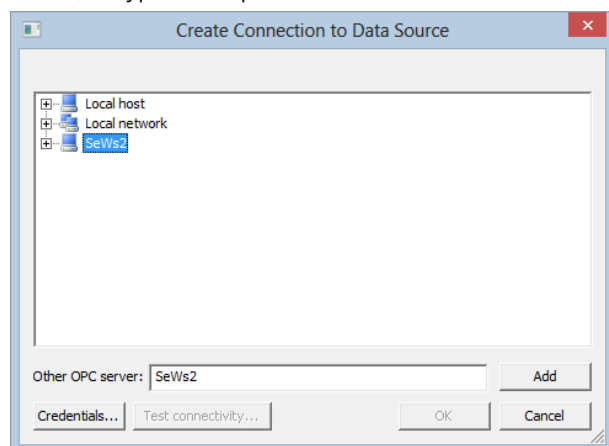 Create Connection to Data Source
Local host
Local network
SeWs2
Other OPC server: SeWs2 Add
Credentials... Test connectivity... OK Cancel